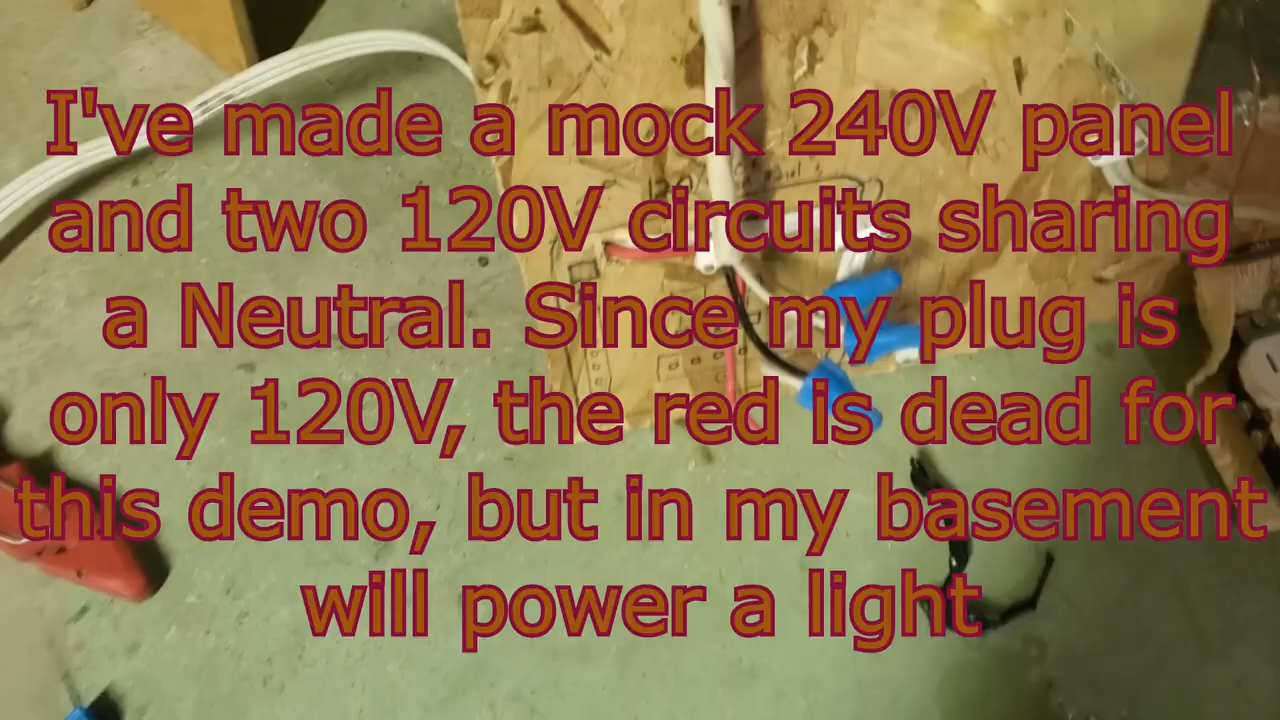 I've made a mock 240V panel
and two 120V circuits sharing
a Neutral. Since my plug is
only 120V, the red is dead for
this demo, but in my basement
will power a light